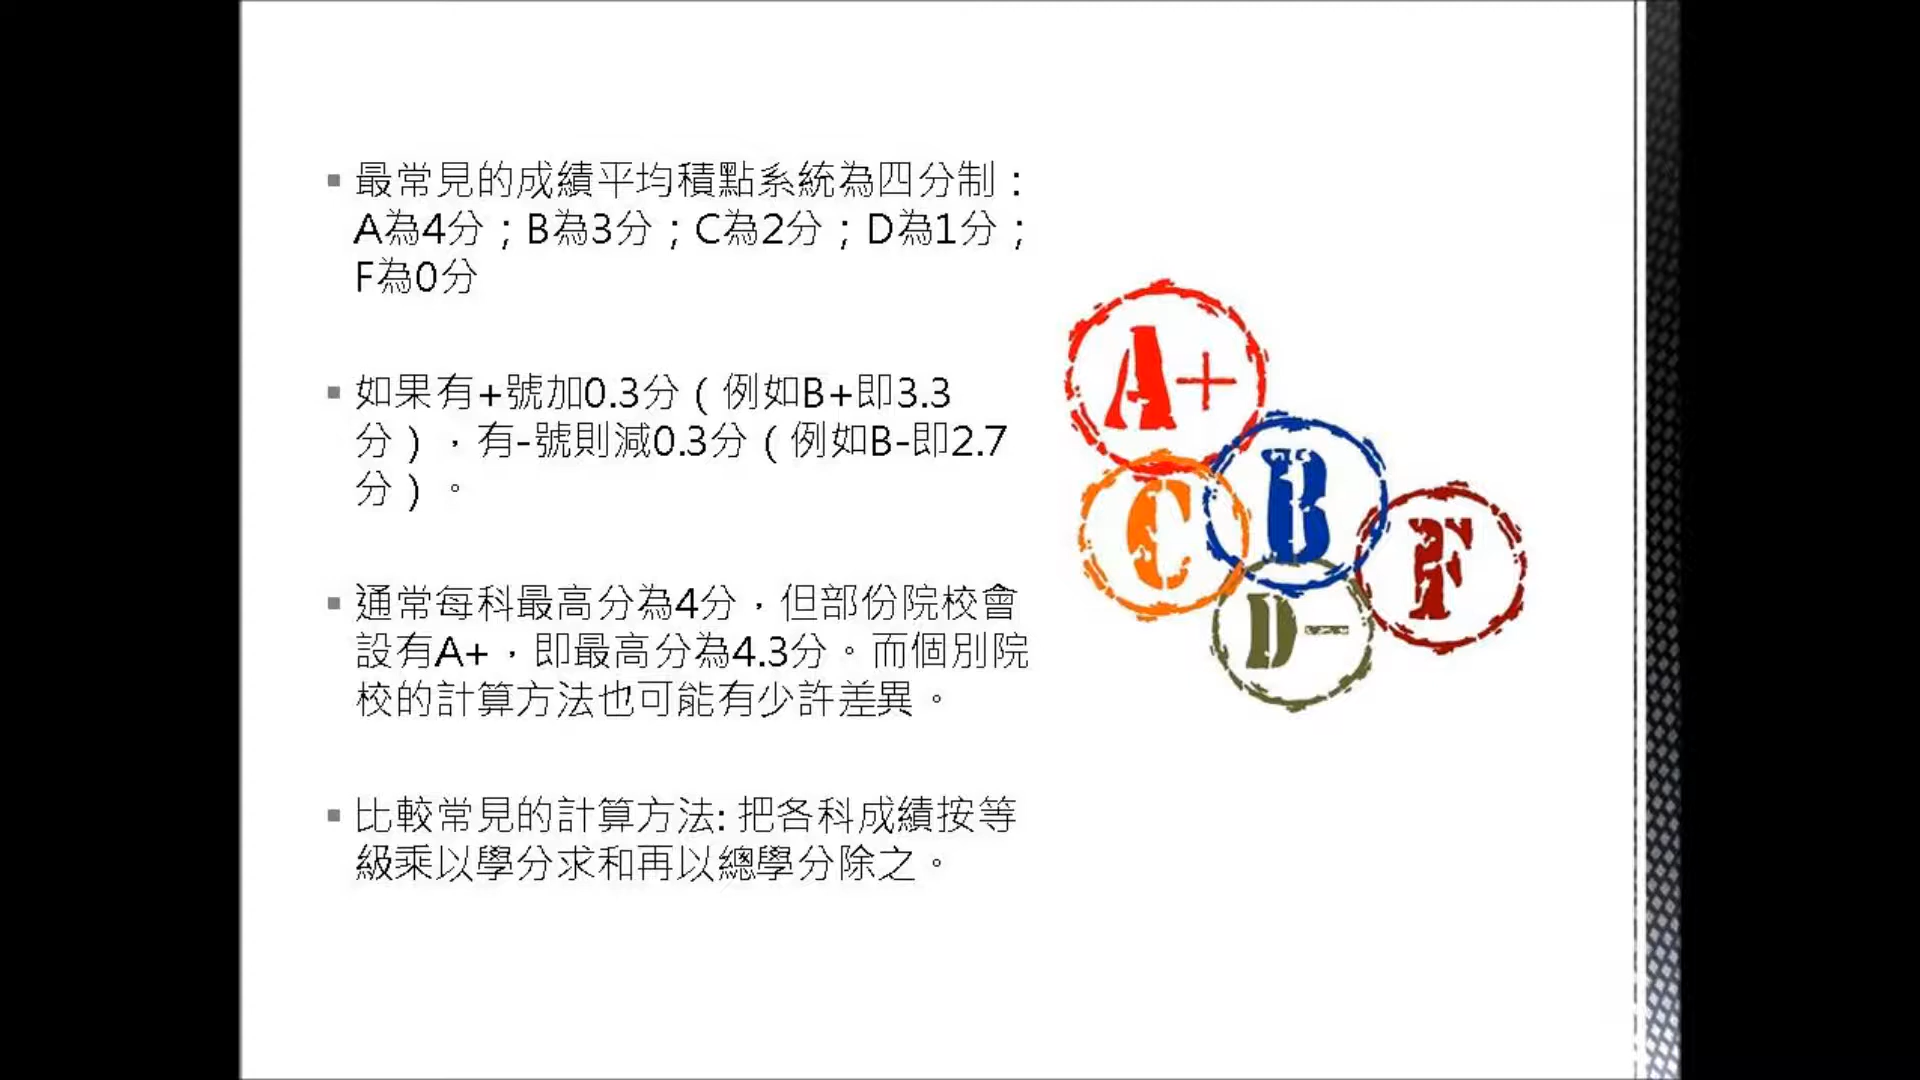 最常見的成績平均積點系統為四分制：
A為4分；B為3分；C為2分；D為1分；
F為0分
如果有+號加0.3分（例如B+即3.3
分），有-號則減0.3分（例如B-即2.7
分）。
通常每科最高分為4分，但部份院校會
設有A+，即最高分為4.3分。而個別院
校的計算方法也可能有少許差異。
比較常見的計算方法: 把各科成績按等
級乘以學分求和再以總學分除之。
A+
C
B
F
D-